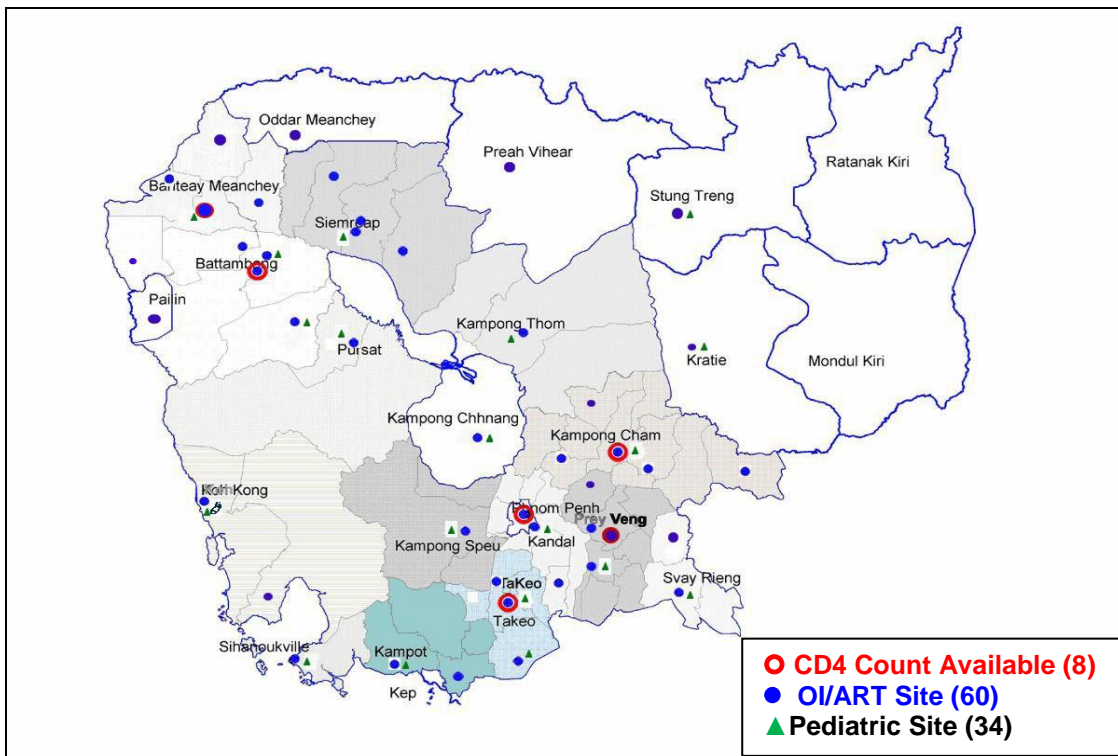 Oddar Meanchey
Preah Vihear
Ratanak Kiri
Banteay Meanchey
Stung Treng
Siemreap
Battambang
Pailin
Kampong Thom
Pursat
Kratie
Mondul Kiri
Kampong Chhnang
Kampong Cham
Koh Kong
Phnom Penh
Prey Veng
Kampong Speu
Kandal
TaKeo
Svay Rieng
Takeo
Sihanoukville
Kampot
Kep
CD4 Count Available (8)
OI/ART Site (60)
Pediatric Site (34)